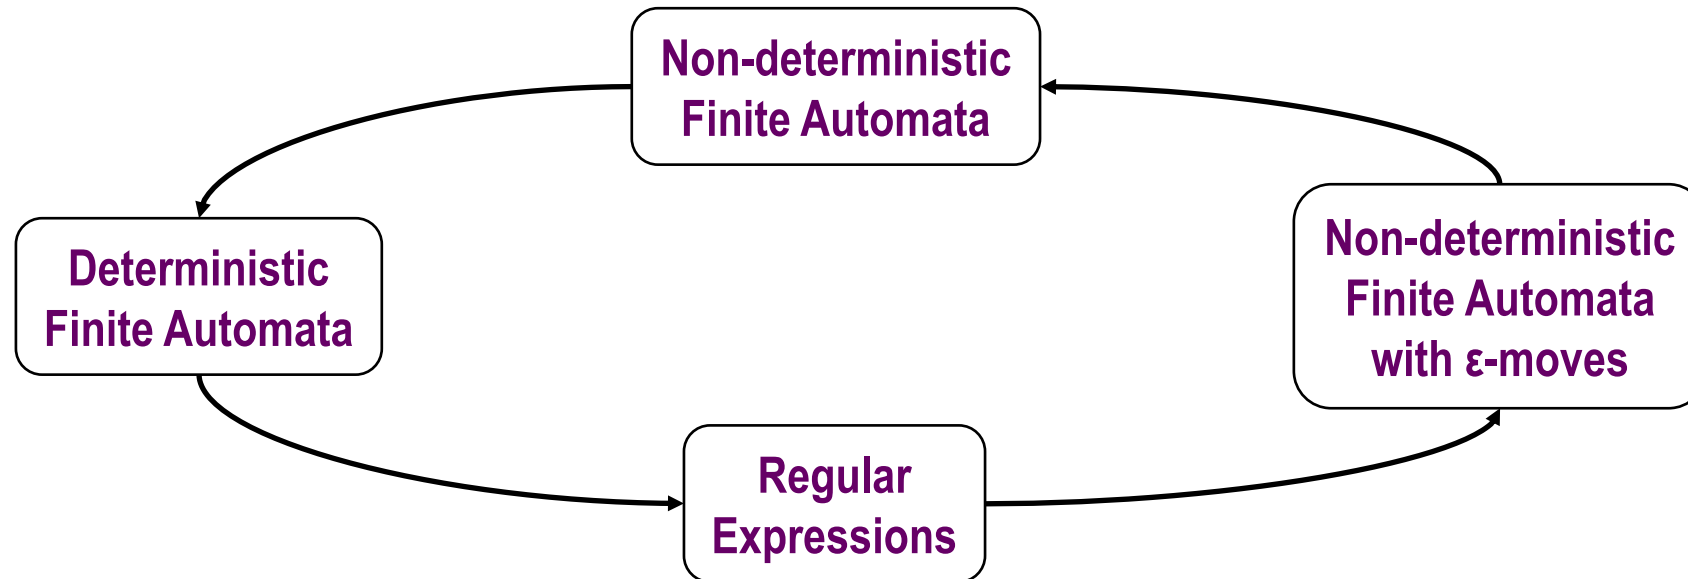 Non-deterministic
Finite Automata
Deterministic
Finite Automata
Non-deterministic
Finite Automata
with ε-moves
Regular
Expressions